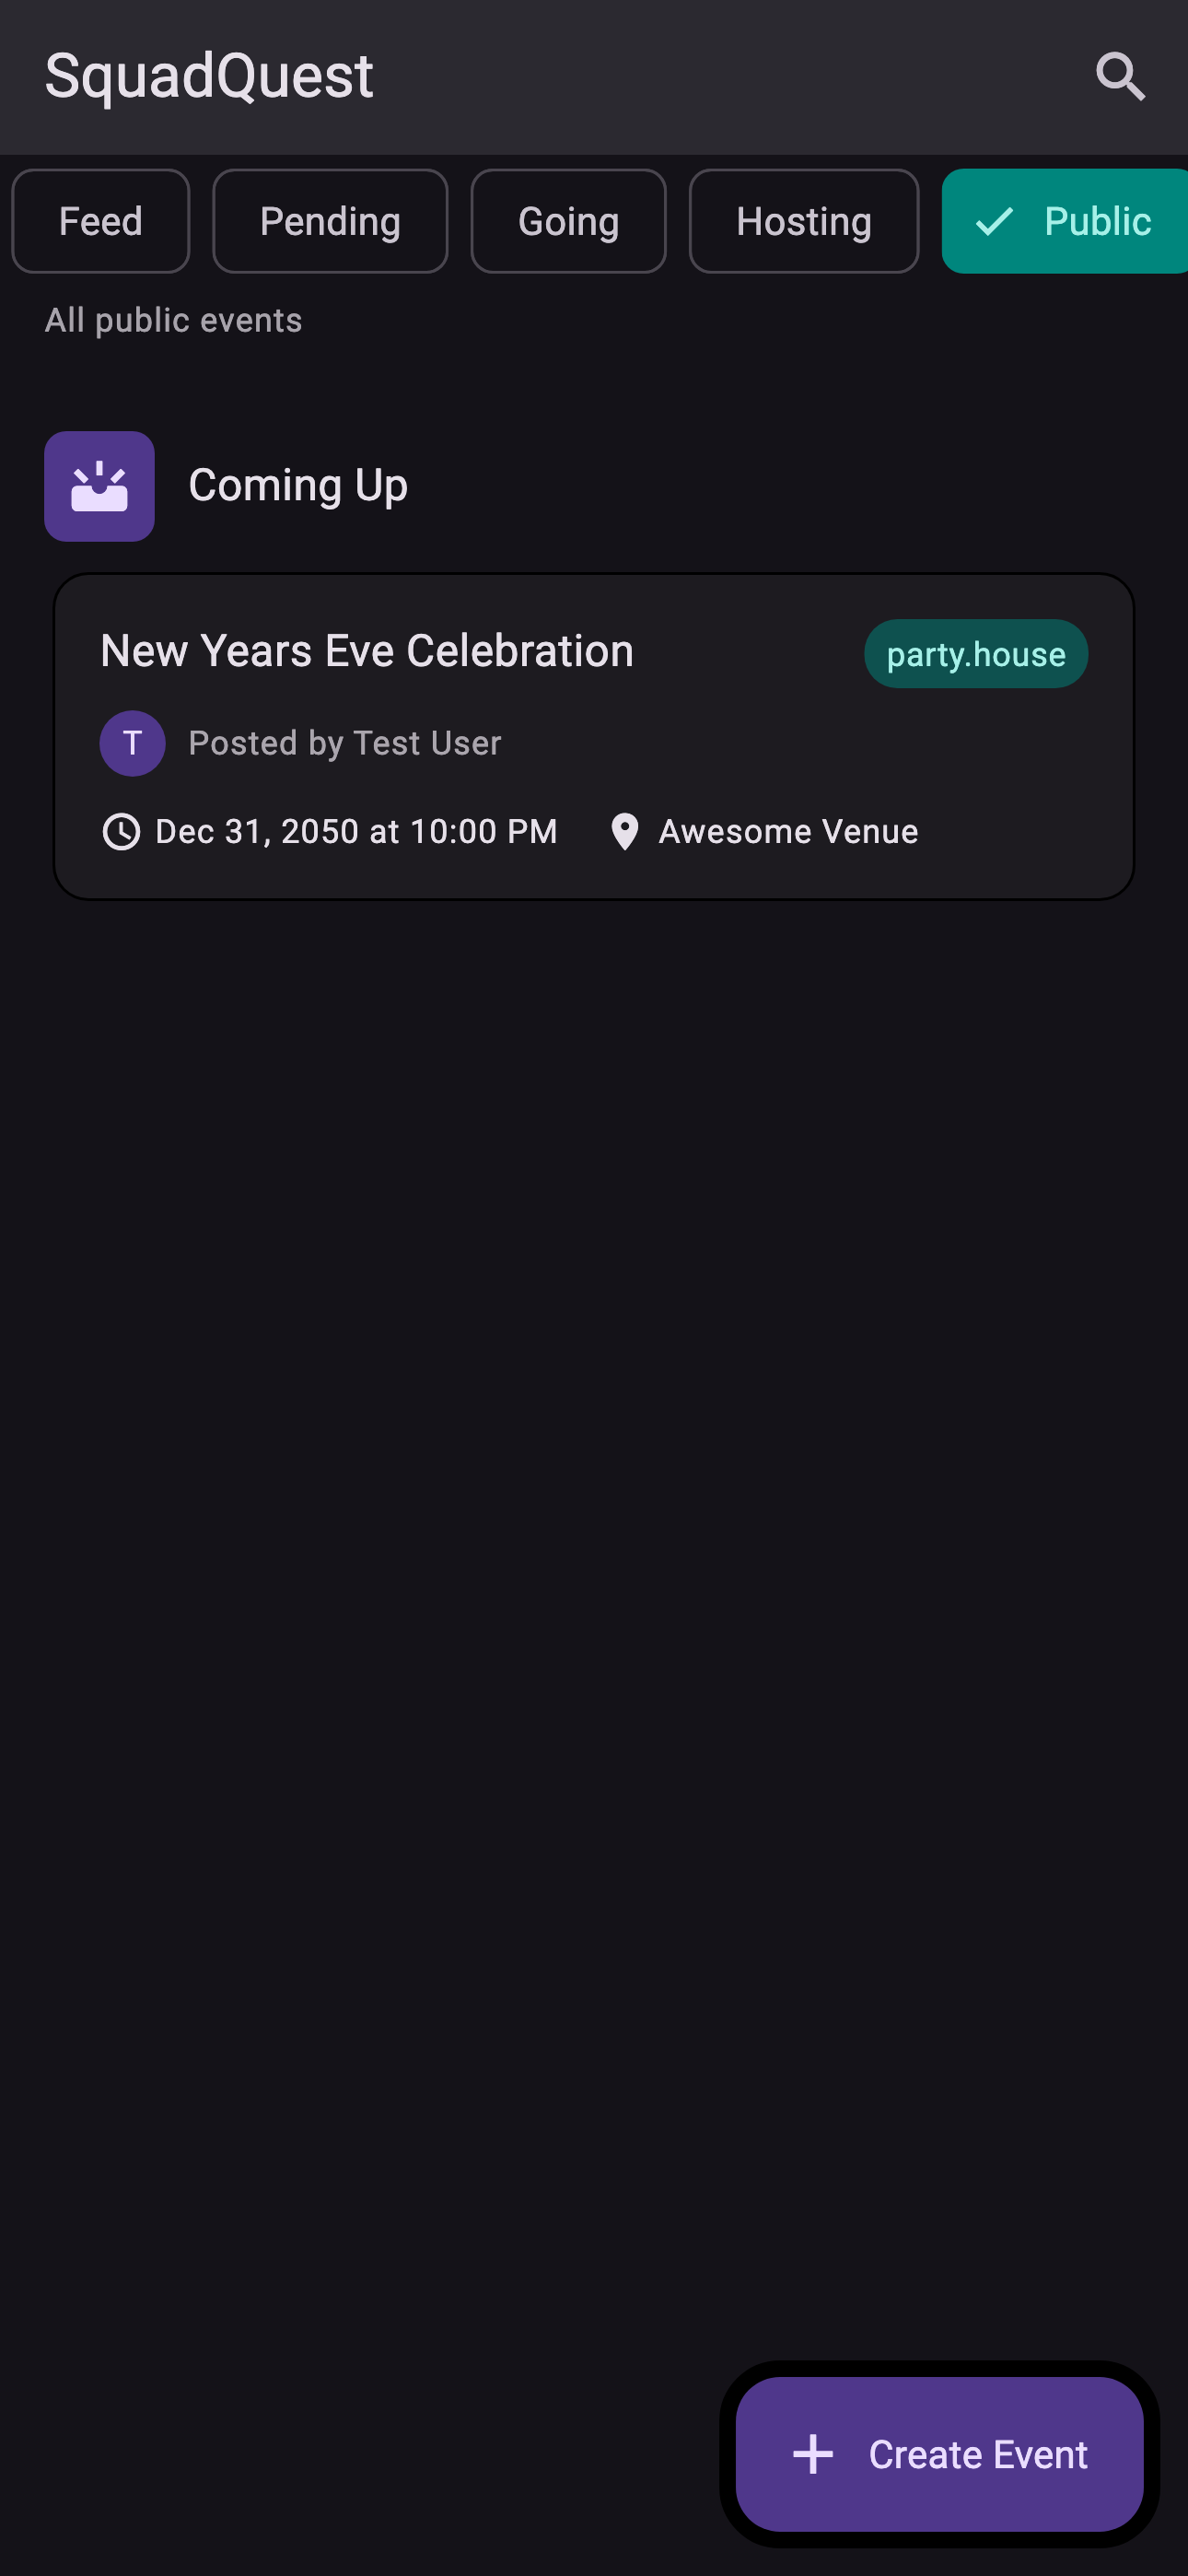 SquadQuest
Feed Pending Going Hosting Public
All public events
Coming Up
New Years Eve Celebration party.house
T Posted by Test User
Dec 31, 2050 at 10:00 PM Awesome Venue
Create Event